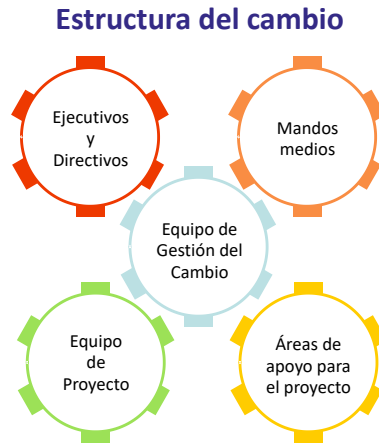 Estructura del cambio
Ejecutivos
y
Directivos
Mandos
medios
Equipo de
Gestión del
Cambio
Equipo
de
Proyecto
Áreas de
apoyo para
el proyecto